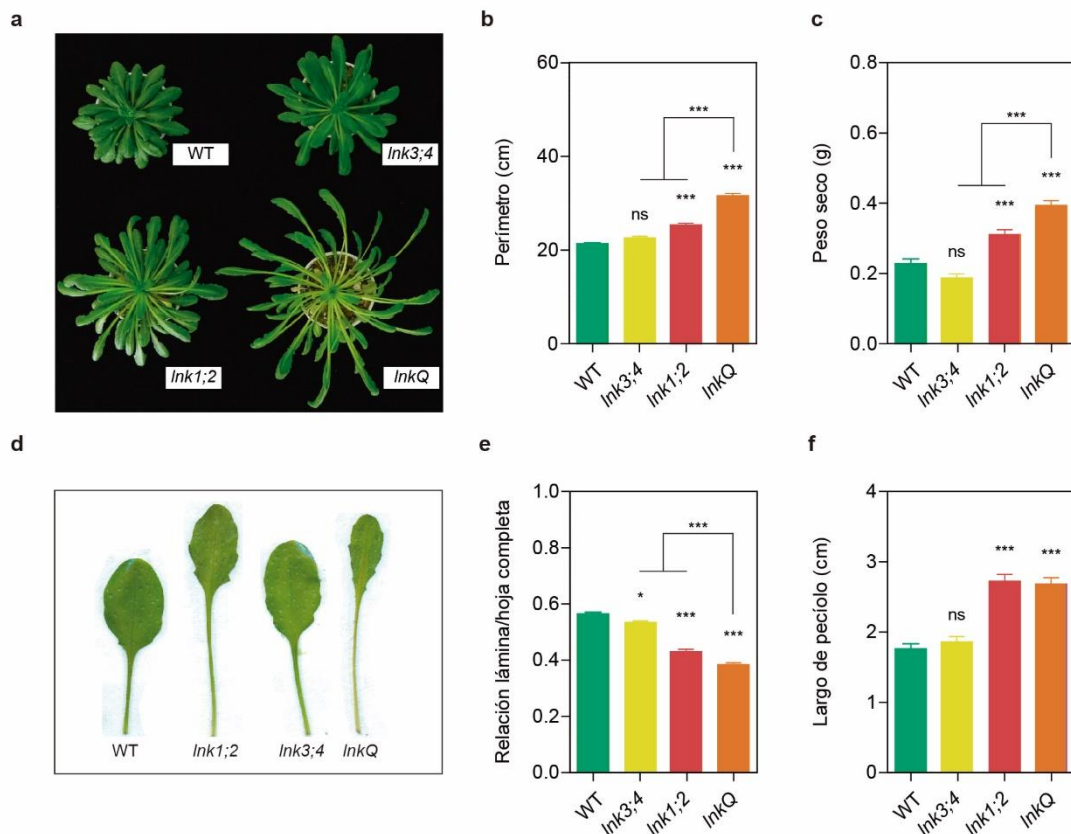 a
WT
lnk3;4
lnk1;2
lnkQ
b
Perímetro (cm)
60
40
20
0
ns
***
***
***
WT
lnk3;4
lnk1;2
lnkQ
c
Peso seco (g)
0.8
0.6
0.4
0.2
0.0
ns
***
***
***
WT
lnk3;4
lnk1;2
lnkQ
d
WT
lnk1;2
lnk3;4
lnkQ
e
Relación lámina/hoja completa
1.0
0.8
0.6
0.4
0.2
0.0
*
***
***
***
WT
lnk3;4
lnk1;2
lnkQ
f
Largo de pecíolo (cm)
4
3
2
1
0
ns
***
***
WT
lnk3;4
lnk1;2
lnkQ